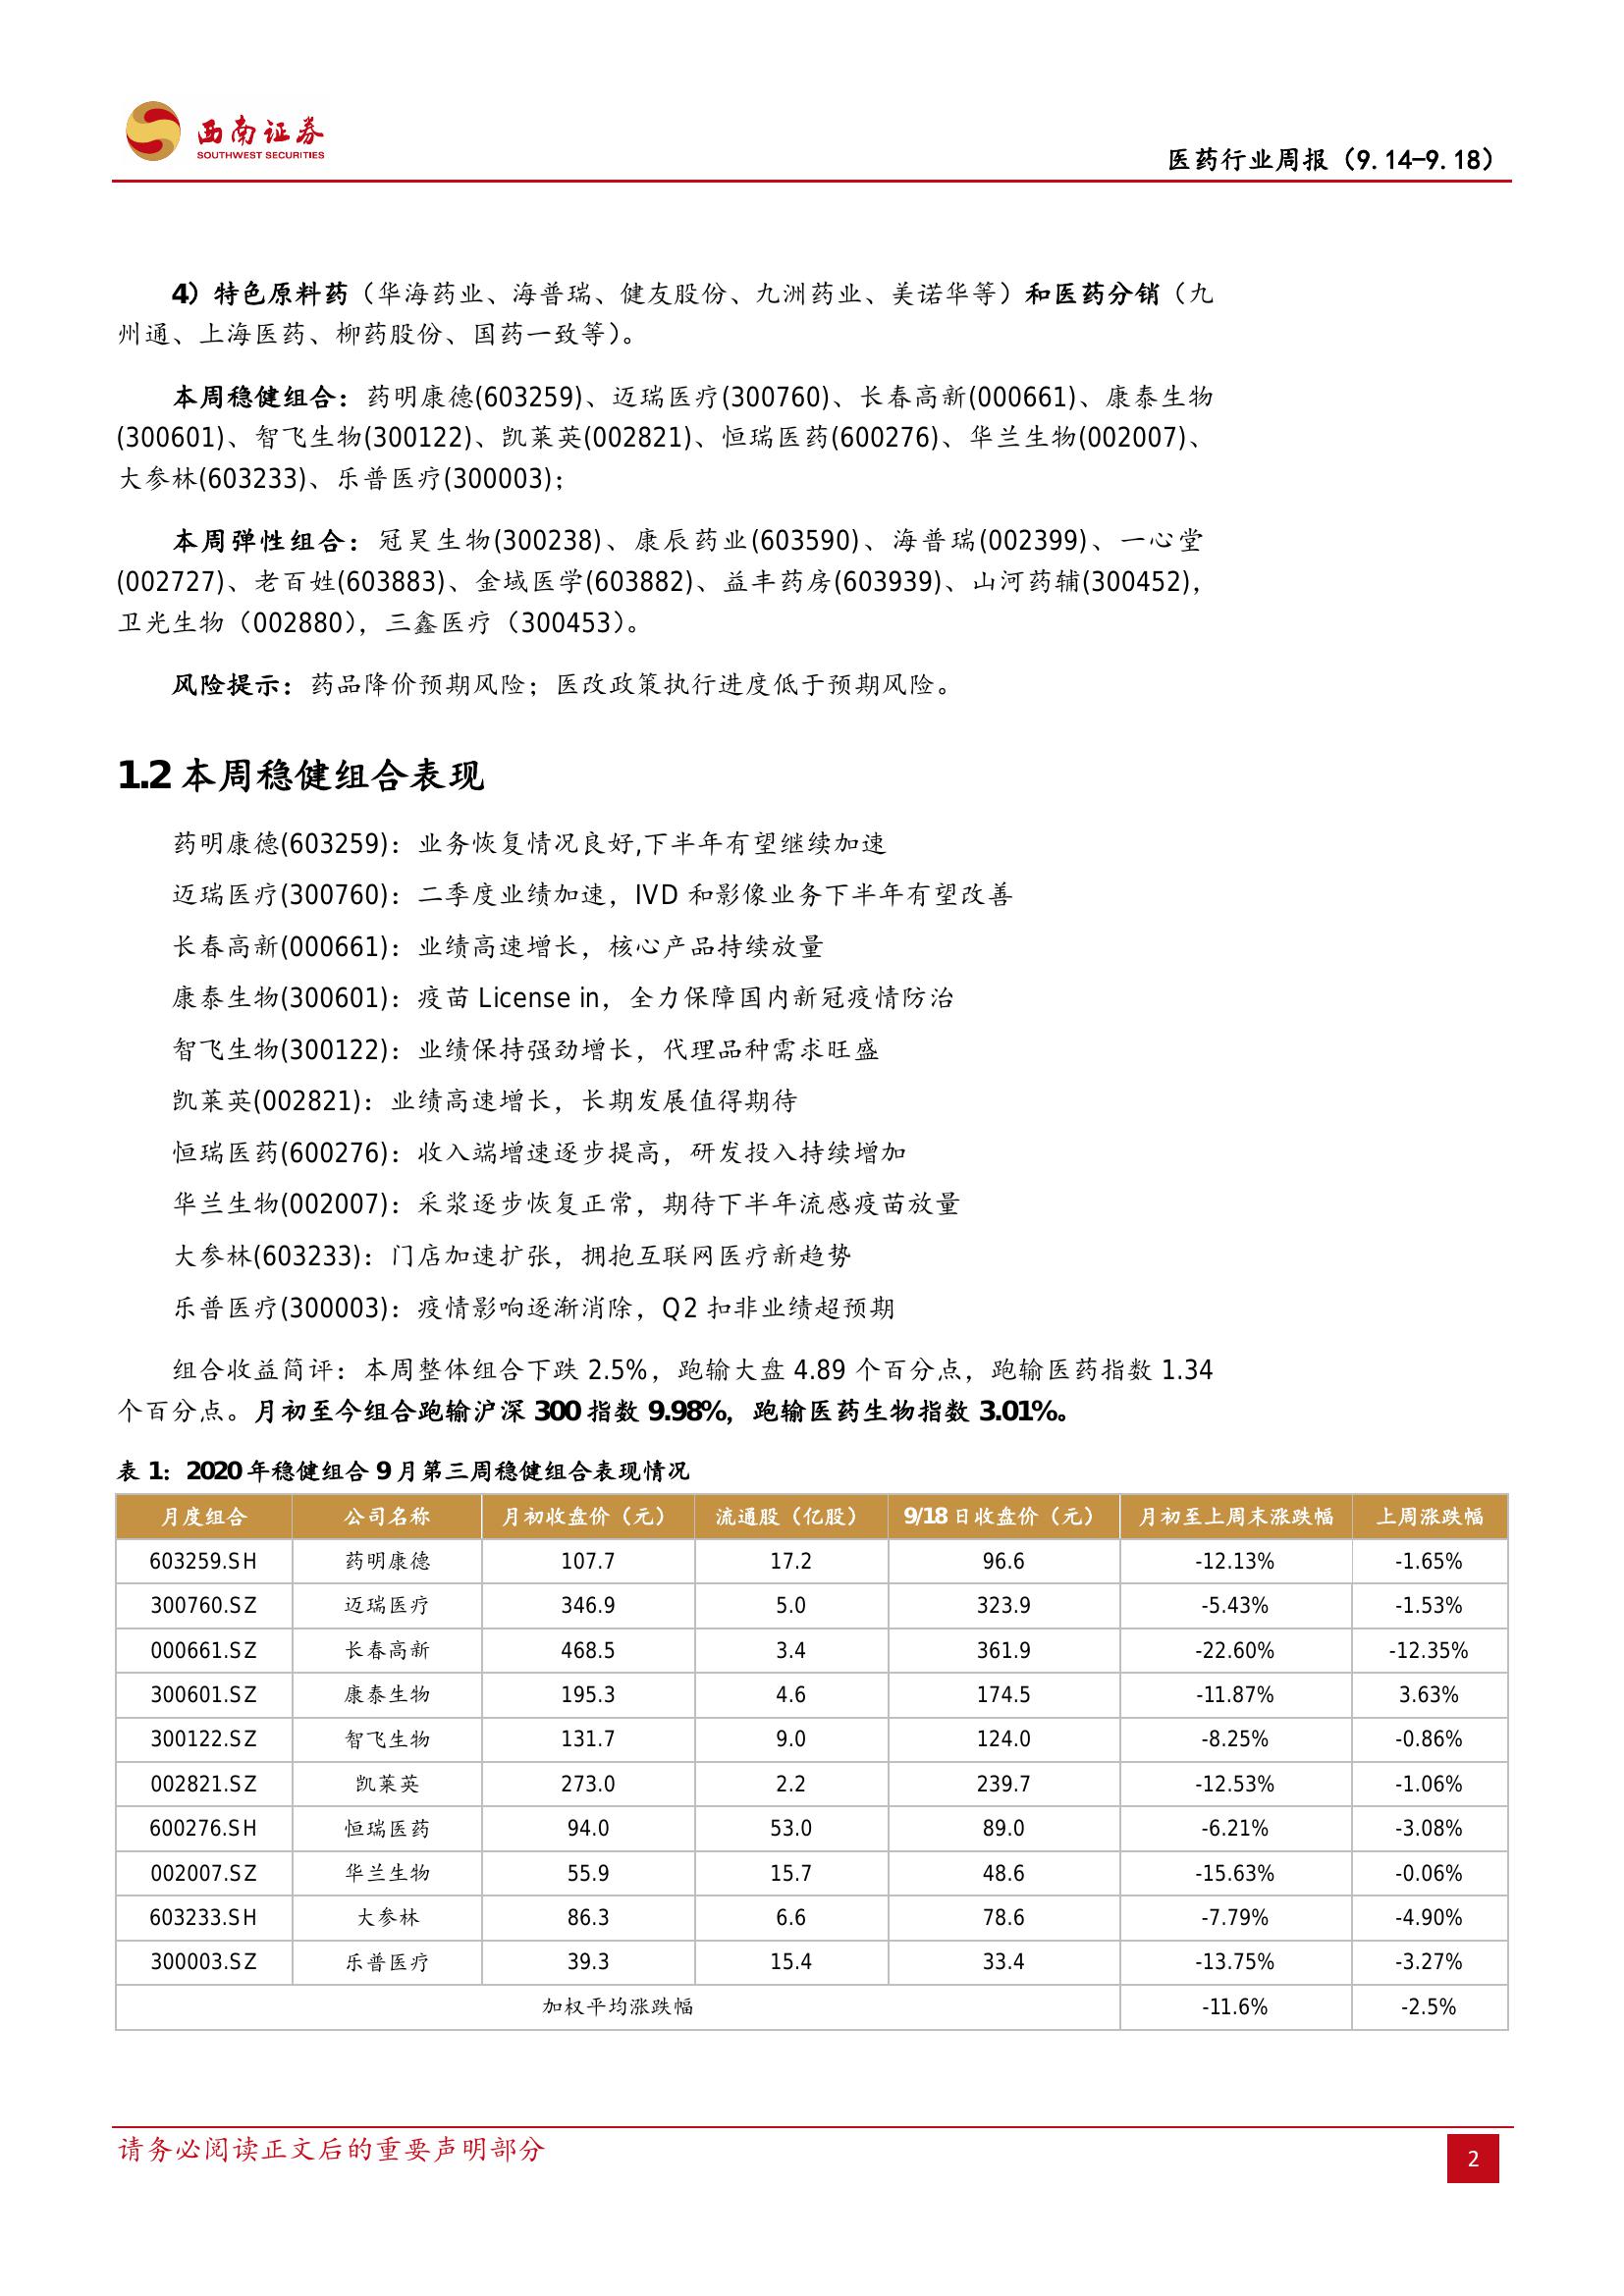 西南证券
SOUTHWEST SECURITIES
医药行业周报（9.14-9.18）
4）特色原料药（华海药业、海普瑞、健友股份、九洲药业、美诺华等）和医药分销（九
州通、上海医药、柳药股份、国药一致等）。
本周稳健组合：药明康德(603259)、迈瑞医疗(300760)、长春高新(000661)、康泰生物
(300601)、智飞生物(300122)、凯莱英(002821)、恒瑞医药(600276)、华兰生物(002007)、
大参林(603233)、乐普医疗(300003)；
本周弹性组合：冠昊生物(300238)、康辰药业(603590)、海普瑞(002399)、一心堂
(002727)、老百姓(603883)、金域医学(603882)、益丰药房(603939)、山河药辅(300452)，
卫光生物（002880），三鑫医疗（300453）。
风险提示：药品降价预期风险；医改政策执行进度低于预期风险。
1.2 本周稳健组合表现
药明康德(603259)：业务恢复情况良好,下半年有望继续加速
迈瑞医疗(300760)：二季度业绩加速，IVD 和影像业务下半年有望改善
长春高新(000661)：业绩高速增长，核心产品持续放量
康泰生物(300601)：疫苗 License in，全力保障国内新冠疫情防治
智飞生物(300122)：业绩保持强劲增长，代理品种需求旺盛
凯莱英(002821)：业绩高速增长，长期发展值得期待
恒瑞医药(600276)：收入端增速逐步提高，研发投入持续增加
华兰生物(002007)：采浆逐步恢复正常，期待下半年流感疫苗放量
大参林(603233)：门店加速扩张，拥抱互联网医疗新趋势
乐普医疗(300003)：疫情影响逐渐消除，Q2 扣非业绩超预期
组合收益简评：本周整体组合下跌 2.5%，跑输大盘 4.89 个百分点，跑输医药指数 1.34
个百分点。月初至今组合跑输沪深 300 指数 9.98%，跑输医药生物指数 3.01%。
表 1：2020 年稳健组合 9 月第三周稳健组合表现情况
月度组合 公司名称 月初收盘价（元） 流通股（亿股） 9/18 日收盘价（元） 月初至上周末涨跌幅 上周涨跌幅
603259.SH 药明康德 107.7 17.2 96.6 -12.13% -1.65%
300760.SZ 迈瑞医疗 346.9 5.0 323.9 -5.43% -1.53%
000661.SZ 长春高新 468.5 3.4 361.9 -22.60% -12.35%
300601.SZ 康泰生物 195.3 4.6 174.5 -11.87% 3.63%
300122.SZ 智飞生物 131.7 9.0 124.0 -8.25% -0.86%
002821.SZ 凯莱英 273.0 2.2 239.7 -12.53% -1.06%
600276.SH 恒瑞医药 94.0 53.0 89.0 -6.21% -3.08%
002007.SZ 华兰生物 55.9 15.7 48.6 -15.63% -0.06%
603233.SH 大参林 86.3 6.6 78.6 -7.79% -4.90%
300003.SZ 乐普医疗 39.3 15.4 33.4 -13.75% -3.27%
加权平均涨跌幅 -11.6% -2.5%
请务必阅读正文后的重要声明部分
2